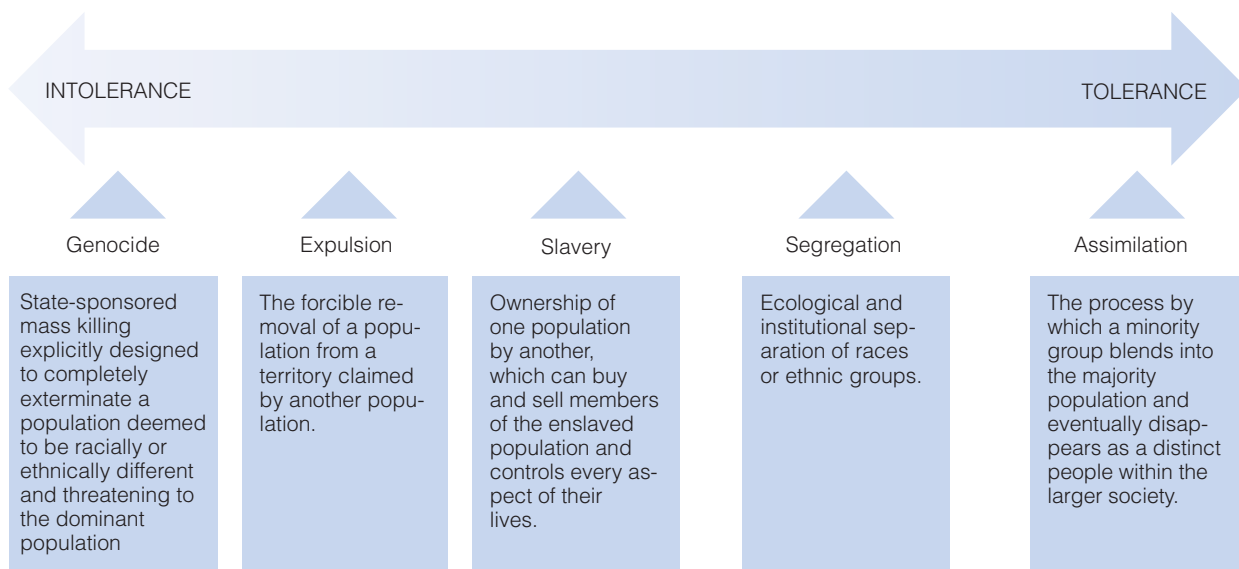 INTOLERANCE
TOLERANCE
Genocide
Expulsion
Slavery
Segregation
Assimilation
State-sponsored
mass killing
explicitly designed
to completely
exterminate a
population deemed
to be racially or
ethnically different
and threatening to
the dominant
population
The forcible re-
moval of a popu-
lation from a
territory claimed
by another popu-
lation.
Ownership of
one population
by another,
which can buy
and sell members
of the enslaved
population and
controls every as-
pect of their
lives.
Ecological and
institutional sep-
aration of races
or ethnic groups.
The process by
which a minority
group blends into
the majority
population and
eventually disap-
pears as a distinct
people within the
larger society.